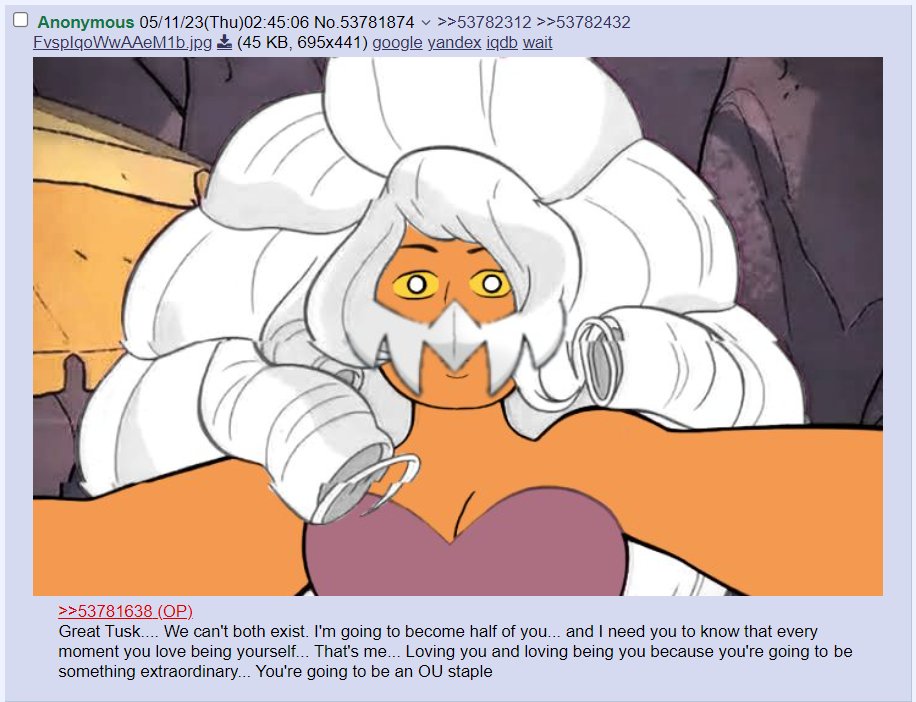 Anonymous 05/11/23(Thu)02:45:06 No.53781874 >>53782312 >>53782432
FvspIqoWwAAeM1b.jpg (45 KB, 695x441) google yandex iqdb wait
>>53781638 (OP)
Great Tusk.... We can't both exist. I'm going to become half of you... and I need you to know that every
moment you love being yourself... That's me... Loving you and loving being you because you're going to be
something extraordinary... You're going to be an OU staple